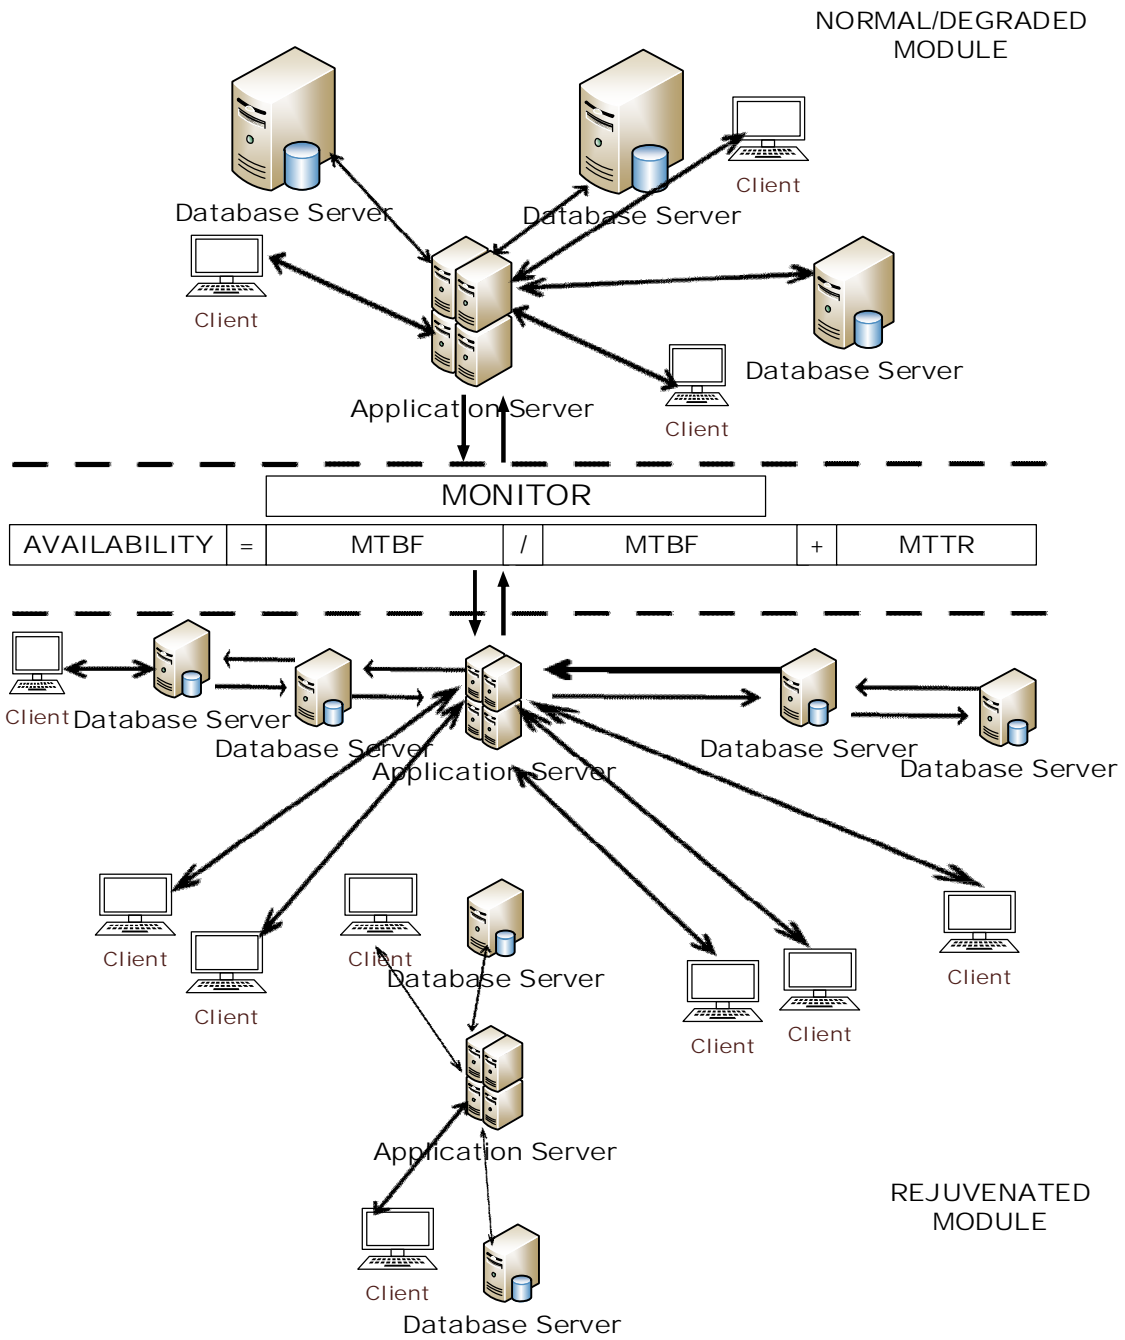 NORMAL/DEGRADED
MODULE
Client
Database Server
Database Server
Client
Database Server
Application Server
Client
MONITOR
AVAILABILITY = MTBF / MTBF + MTTR
Client
Database Server
Database Server
Application Server
Database Server
Database Server
Client
Client
Client
Database Server
Client
Client
Client
Application Server
REJUVENATED
MODULE
Client
Database Server